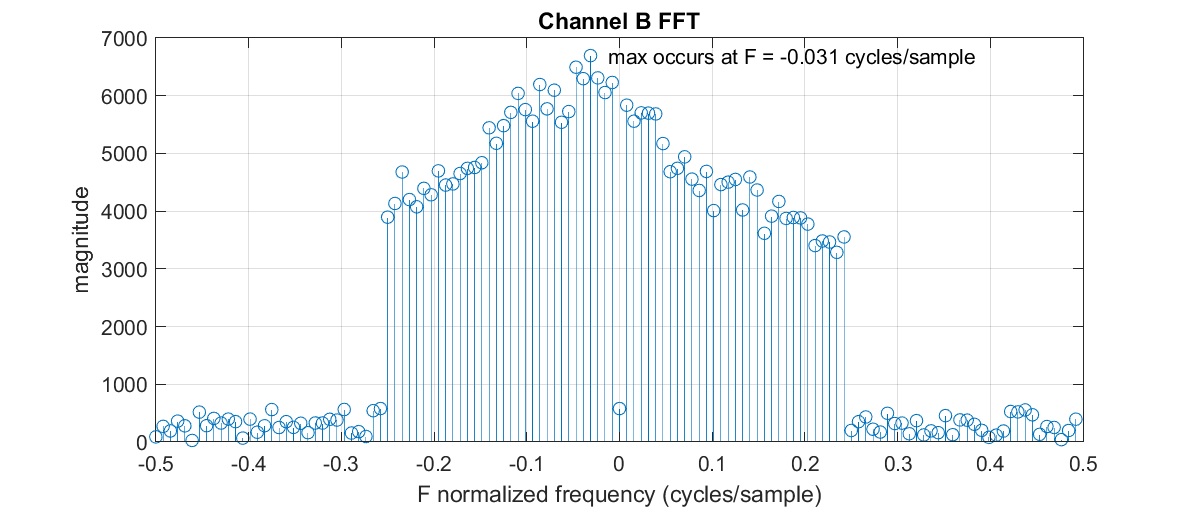 Channel B FFT
7000
6000
5000
4000
3000
2000
1000
0
magnitude
max occurs at F = -0.031 cycles/sample
-0.5 -0.4 -0.3 -0.2 -0.1 0 0.1 0.2 0.3 0.4 0.5
F normalized frequency (cycles/sample)